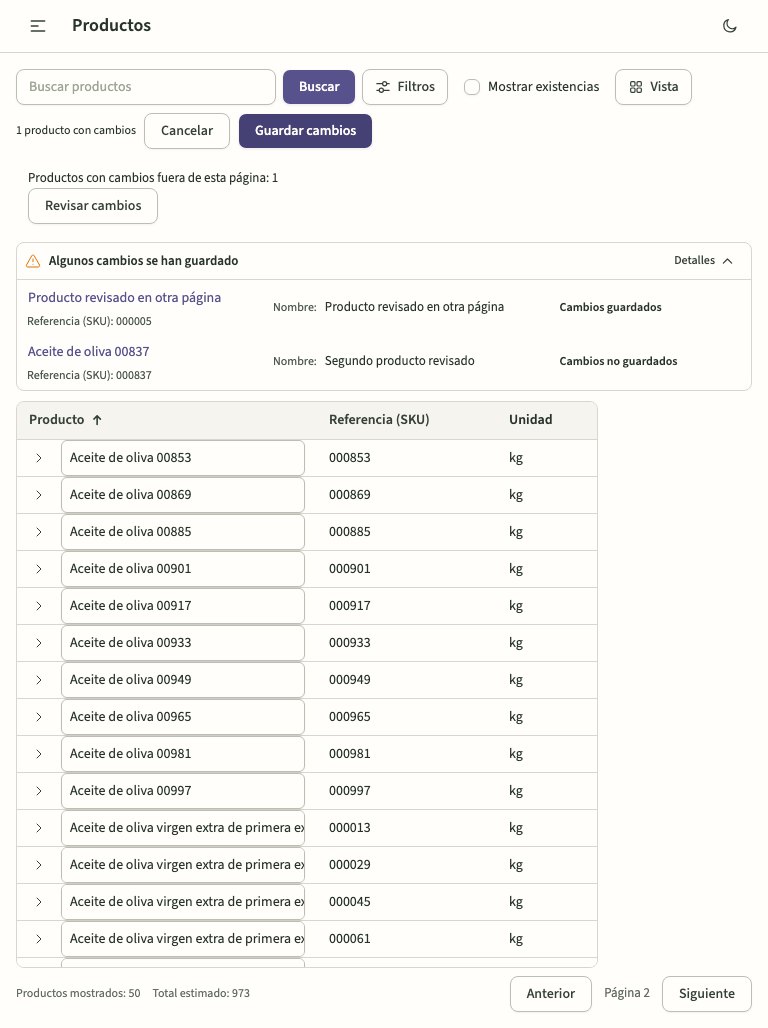 Productos
Buscar productos
Buscar
Filtros
Mostrar existencias
Vista
1 producto con cambios
Cancelar
Guardar cambios
Productos con cambios fuera de esta página: 1
Revisar cambios
Algunos cambios se han guardado
Detalles
Producto revisado en otra página
Referencia (SKU): 000005
Nombre: Producto revisado en otra página
Cambios guardados
Aceite de oliva 00837
Referencia (SKU): 000837
Nombre: Segundo producto revisado
Cambios no guardados
Producto Referencia (SKU) Unidad
Aceite de oliva 00853 000853 kg
Aceite de oliva 00869 000869 kg
Aceite de oliva 00885 000885 kg
Aceite de oliva 00901 000901 kg
Aceite de oliva 00917 000917 kg
Aceite de oliva 00933 000933 kg
Aceite de oliva 00949 000949 kg
Aceite de oliva 00965 000965 kg
Aceite de oliva 00981 000981 kg
Aceite de oliva 00997 000997 kg
Aceite de oliva virgen extra de primera 000013 kg
Aceite de oliva virgen extra de primera 000029 kg
Aceite de oliva virgen extra de primera 000045 kg
Aceite de oliva virgen extra de primera 000061 kg
Productos mostrados: 50 Total estimado: 973
Anterior
Página 2
Siguiente